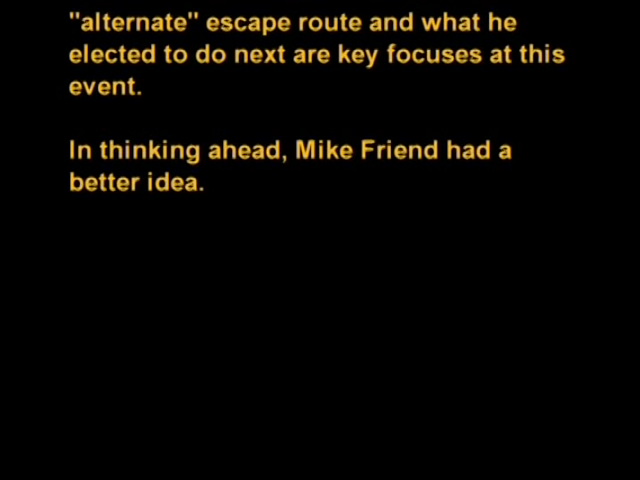 "alternate" escape route and what he
elected to do next are key focuses at this
event.
In thinking ahead, Mike Friend had a
better idea.